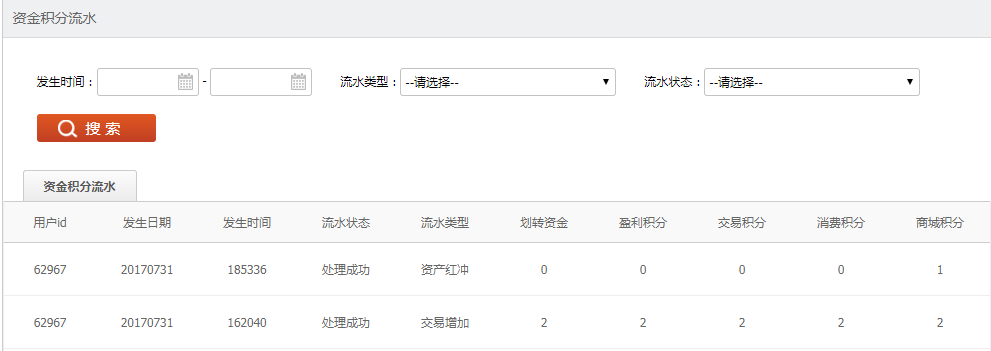 资金积分流水
发生时间： - 流水类型： --请选择-- 流水状态： --请选择--
搜 索
资金积分流水
用户id 发生日期 发生时间 流水状态 流水类型 划转资金 盈利积分 交易积分 消费积分 商城积分
62967 20170731 185336 处理成功 资产红冲 0 0 0 0 1
62967 20170731 162040 处理成功 交易增加 2 2 2 2 2